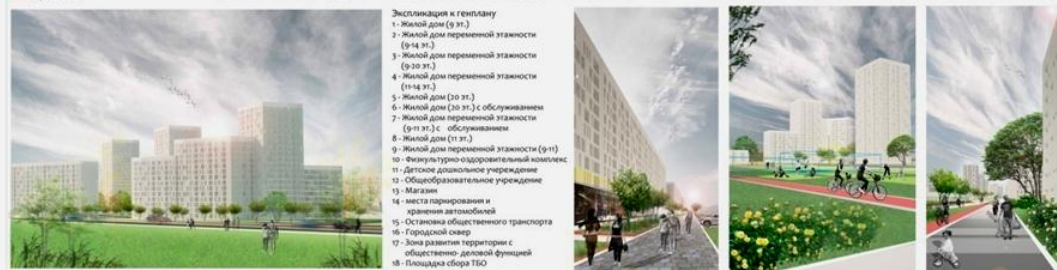 Экспликация к генплану
1 - Жилой дом (9 эт.)
2 - Жилой дом переменной этажности
(9-14 эт.)
3 - Жилой дом переменной этажности
(9-20 эт.)
4 - Жилой дом переменной этажности
(11-14 эт.)
5 - Жилой дом (20 эт.)
6 - Жилой дом (20 эт.) с обслуживанием
7 - Жилой дом переменной этажности
(9-11 эт.) с обслуживанием
8 - Жилой дом (11 эт.)
9 - Жилой дом переменной этажности (9-11)
10 - Физкультурно-оздоровительный комплекс
11 - Детское дошкольное учереждение
12 - Общеобразовательное учреждение
13 - Магазин
14 - места паркирования и
хранения автомобилей
15 - Остановка общественного транспорта
16 - Городской сквер
17 - Зона развития территории с
общественно- деловой функцией
18 - Площадка сбора ТБО